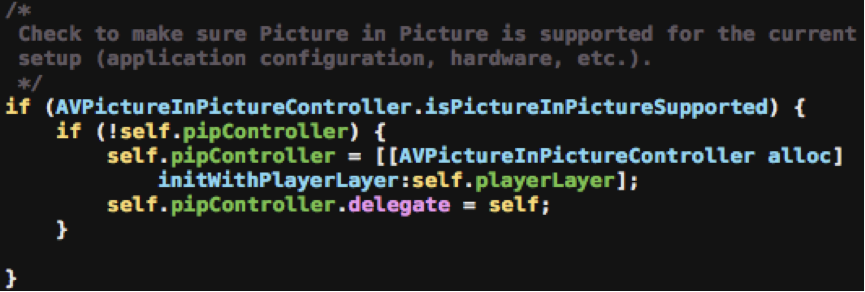 /*
 Check to make sure Picture in Picture is supported for the current
 setup (application configuration, hardware, etc.).
 */
if (AVPictureInPictureController.isPictureInPictureSupported) {
    if (!self.pipController) {
        self.pipController = [[AVPictureInPictureController alloc]
            initWithPlayerLayer:self.playerLayer];
        self.pipController.delegate = self;
    }
}